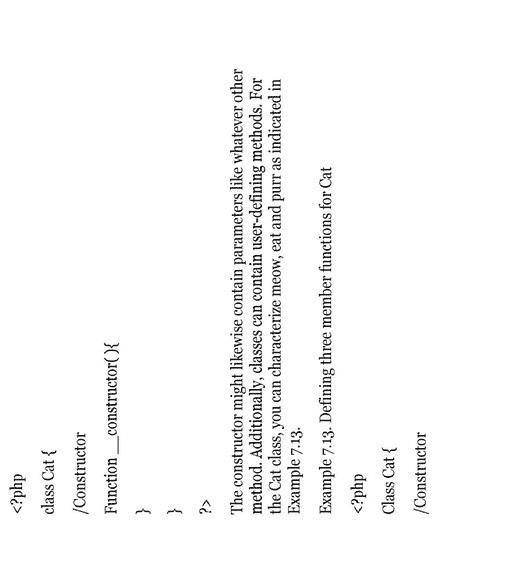 <?php
class Cat {
/Constructor
Function __constructor( ){
}
}
?>
The constructor might likewise contain parameters like whatever other
method. Additionally, classes can contain user-defining methods. For
the Cat class, you can characterize meow, eat and purr as indicated in
Example 7.13.
Example 7.13. Defining three member functions for Cat
<?php
Class Cat {
/Constructor